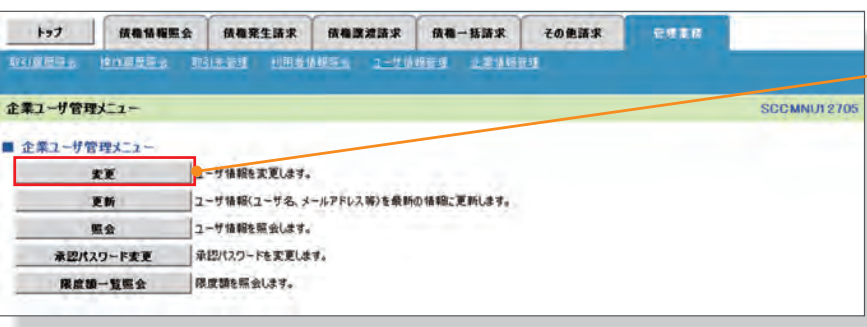 トップ 債権情報照会 債権発生請求 債権譲渡請求 債権一括請求 その他請求 管理業務
取引履歴照会 操作履歴照会 取引先管理 利用者情報照会 ユーザ情報管理 企業情報管理
企業ユーザ管理メニュー SCCMNU12705
■ 企業ユーザ管理メニュー
変更 ユーザ情報を変更します。
更新 ユーザ情報(ユーザ名、メールアドレス等)を最新の情報に更新します。
照会 ユーザ情報を照会します。
承認パスワード変更 承認パスワードを変更します。
限度額一覧照会 限度額を照会します。